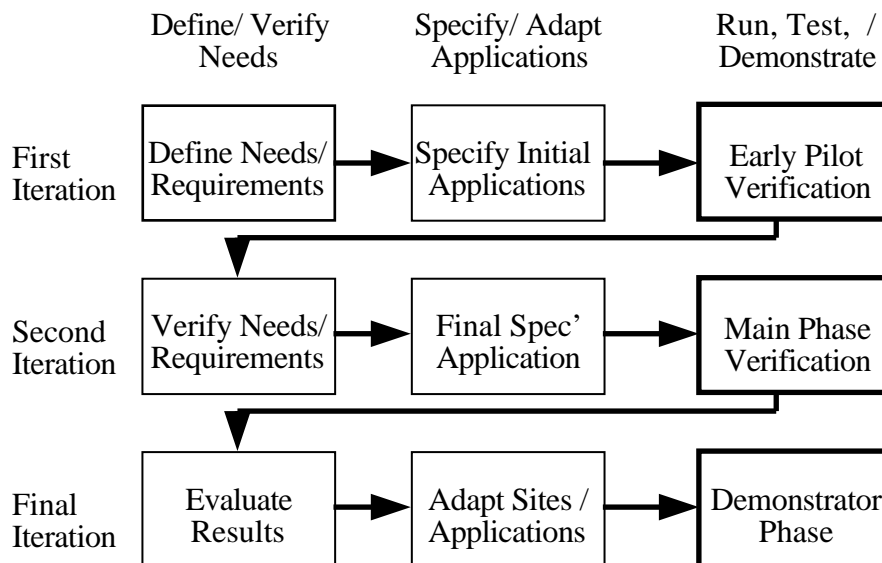 Define/ Verify
Needs
Specify/ Adapt
Applications
Run, Test,  /
Demonstrate
First
Iteration
Define Needs/
Requirements
Specify Initial
Applications
Early Pilot
Verification
Second
Iteration
Verify Needs/
Requirements
Final Spec'
Application
Main Phase
Verification
Final
Iteration
Evaluate
Results
Adapt Sites /
Applications
Demonstrator
Phase